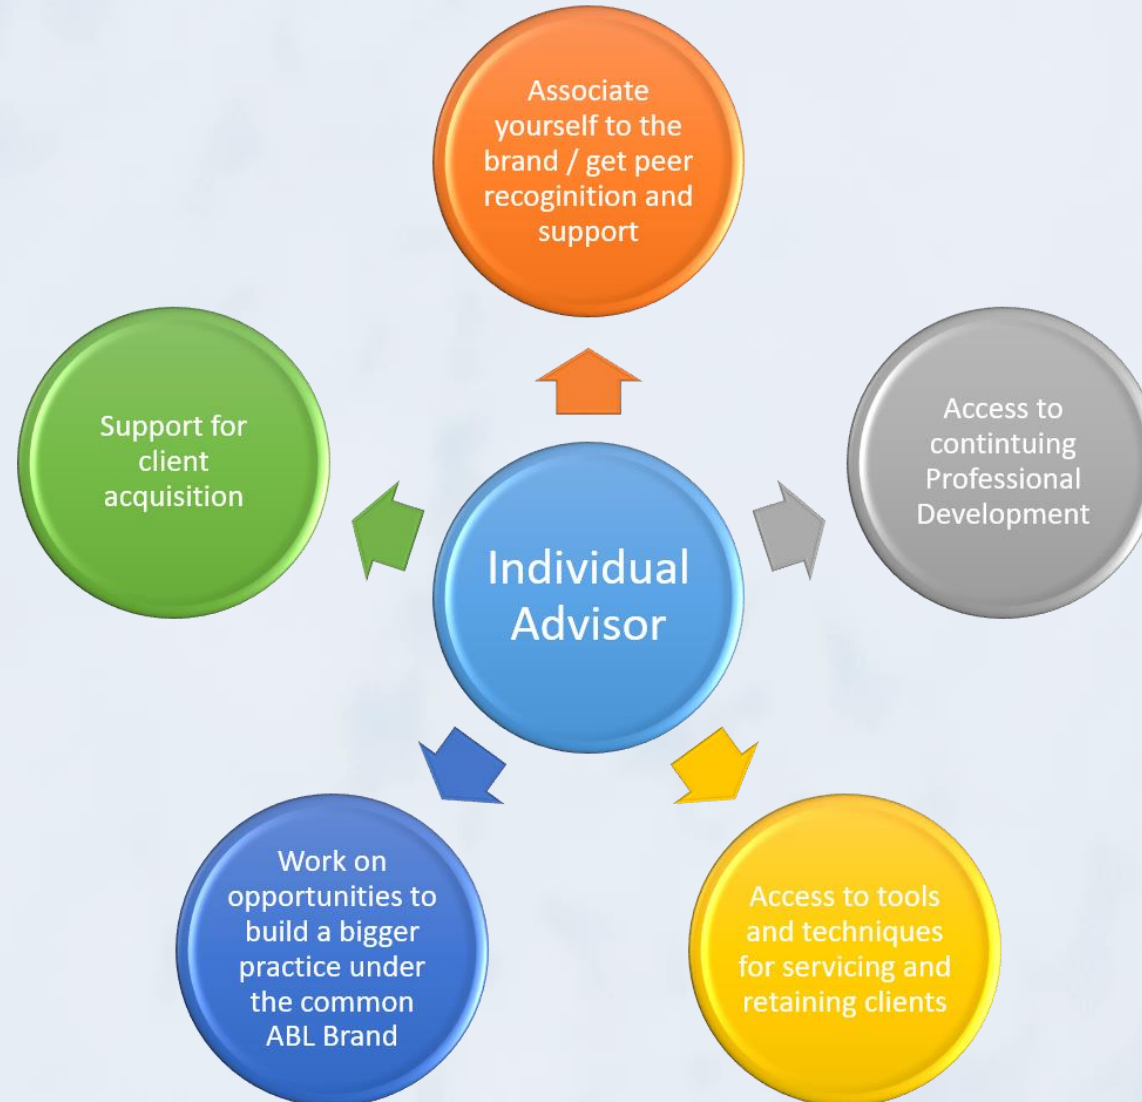 Associate
yourself to the
brand / get peer
recoginition and
support
Support for
client
acquisition
Access to
contintuing
Professional
Development
Individual
Advisor
Work on
opportunities to
build a bigger
practice under
the common
ABL Brand
Access to tools
and techniques
for servicing and
retaining clients